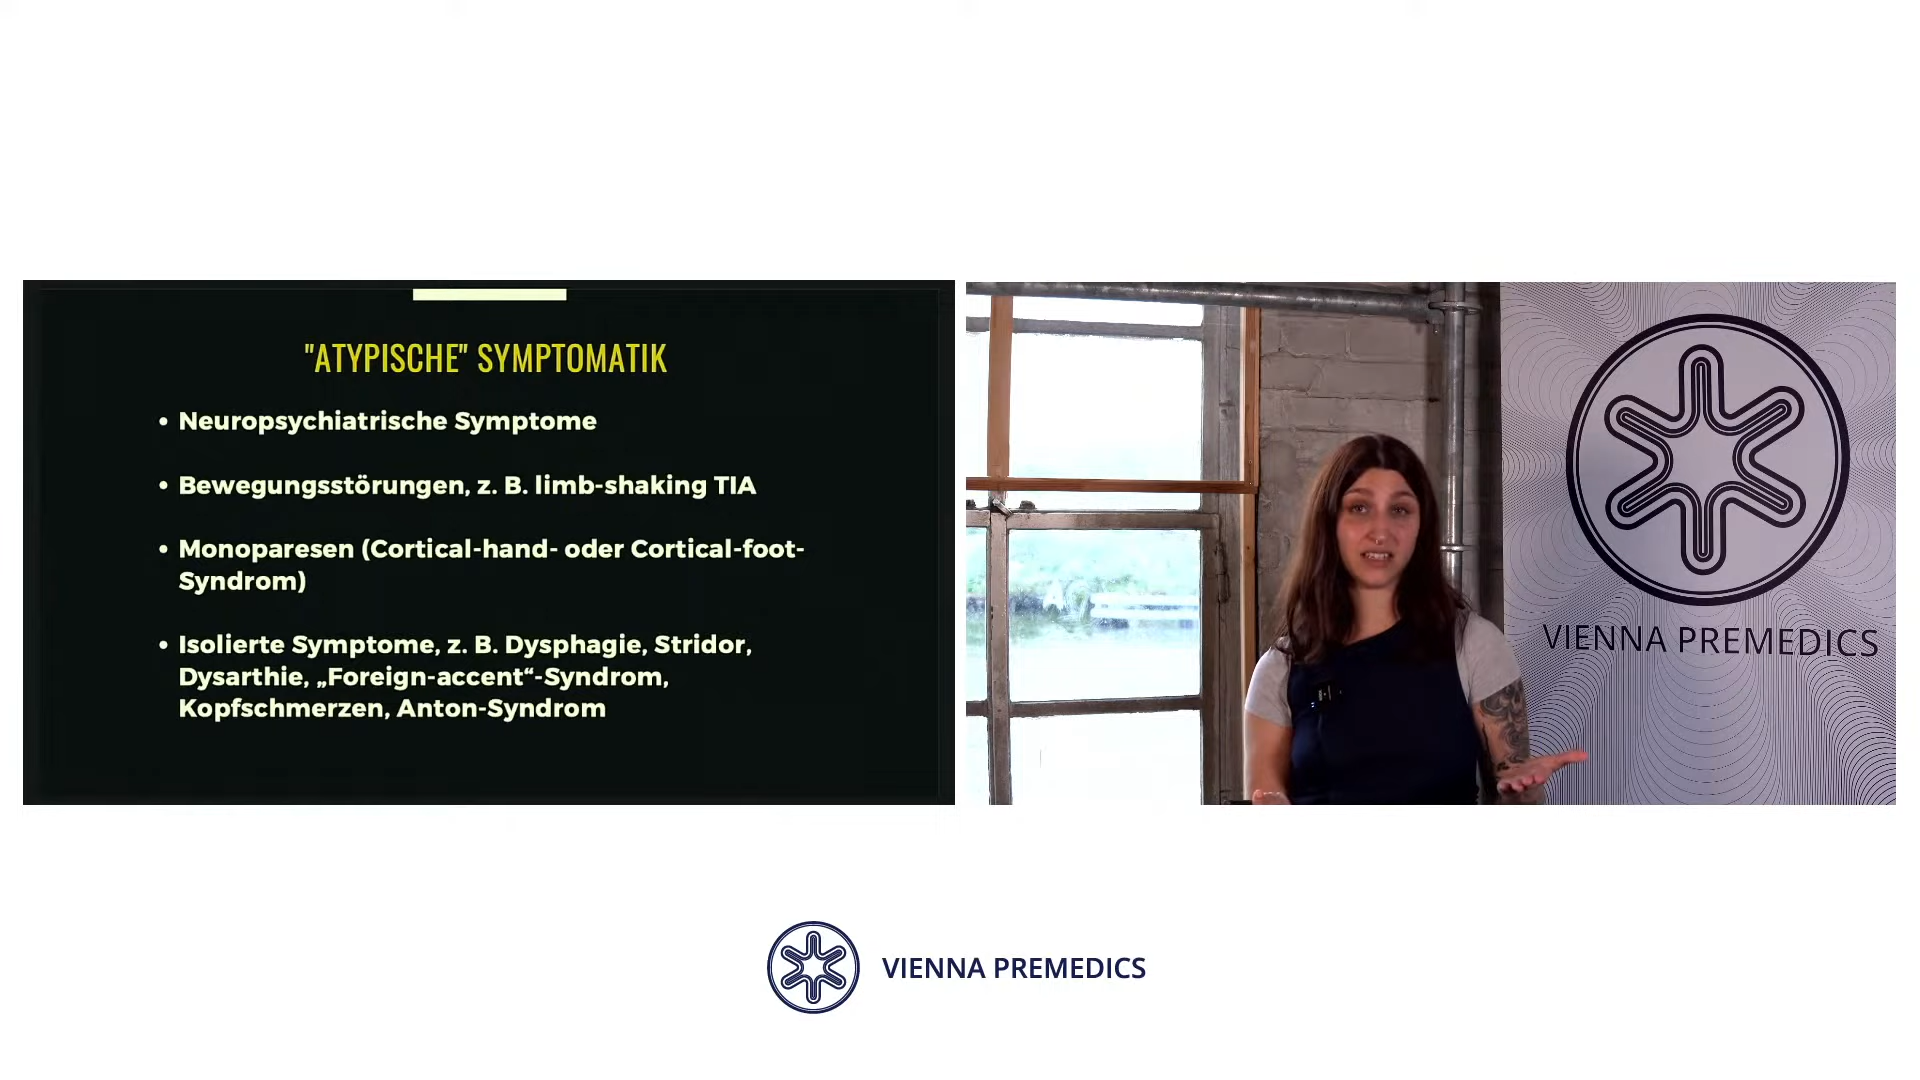 "ATYPISCHE" SYMPTOMATIK
• Neuropsychiatrische Symptome
• Bewegungsstörungen, z. B. limb-shaking TIA
• Monoparesen (Cortical-hand- oder Cortical-foot-
Syndrom)
• Isolierte Symptome, z. B. Dysphagie, Stridor,
Dysarthie, „Foreign-accent“-Syndrom,
Kopfschmerzen, Anton-Syndrom
VIENNA PREMEDICS
VIENNA PREMEDICS